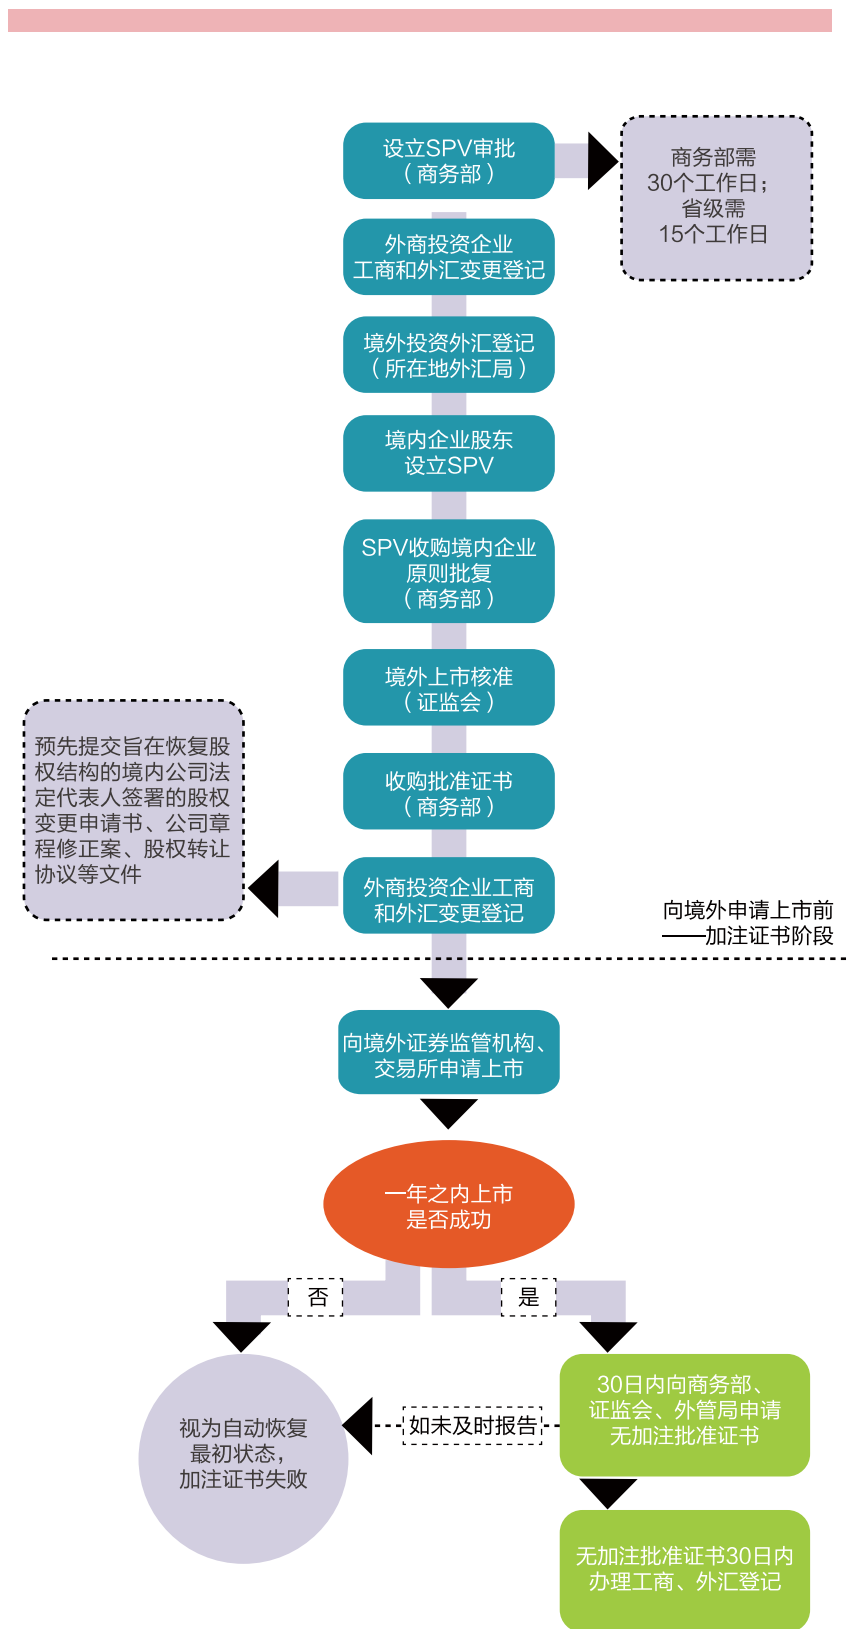 设立SPV审批
（商务部）
商务部需
30个工作日；
省级需
15个工作日
外商投资企业
工商和外汇变更登记
境外投资外汇登记
（所在地外汇局）
境内企业股东
设立SPV
SPV收购境内企业
原则批复
（商务部）
境外上市核准
（证监会）
收购批准证书
（商务部）
预先提交旨在恢复股
权结构的境内公司法
定代表人签署的股权
变更申请书、公司章
程修正案、股权转让
协议等文件
外商投资企业工商
和外汇变更登记
向境外申请上市前
——加注证书阶段
向境外证券监管机构、
交易所申请上市
一年之内上市
是否成功
否
是
30日内向商务部、
证监会、外管局申请
无加注批准证书
如未及时报告
视为自动恢复
最初状态，
加注证书失败
无加注批准证书30日内
办理工商、外汇登记